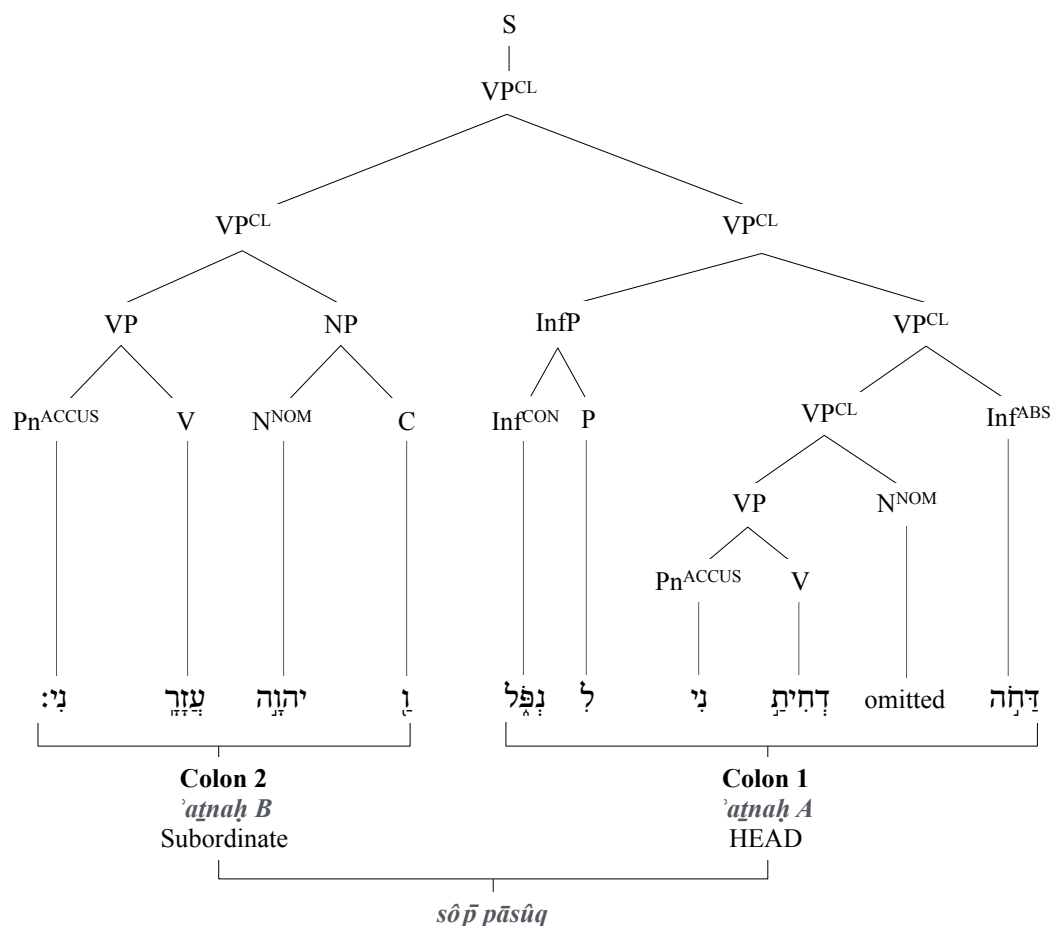 S
VP^CL
VP^CL VP^CL
VP NP InfP VP^CL
Pn^ACCUS V N^NOM C Inf^CON P VP^CL Inf^ABS
VP N^NOM
Pn^ACCUS V
דַּחֹ֣ה omitted דְחִיתַ֣ נִי לִ נְפֹּ֑ל וַ֖ יהוָ֣ה עֲזָרָֽ נִי׃
Colon 2 Colon 1
ʾaṯnaḥ B ʾaṯnaḥ A
Subordinate HEAD
sôp̄ pāsûq